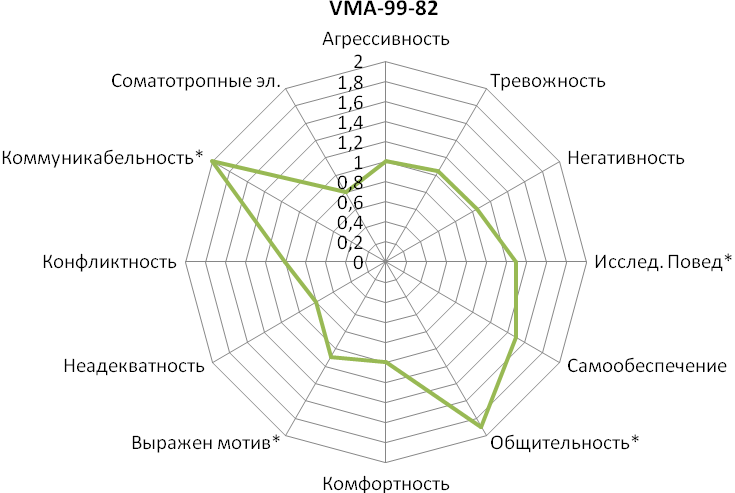 VMA-99-82
Агрессивность
2
Соматотропные эл.
1,8
Тревожность
1,6
1,4
1,2
Коммуникабельность*
1
Негативность
0,8
0,6
0,4
0,2
Конфликтность
0
Исслед. Повед*
Неадекватность
Самообеспечение
Выражен мотив*
Общительность*
Комфортность